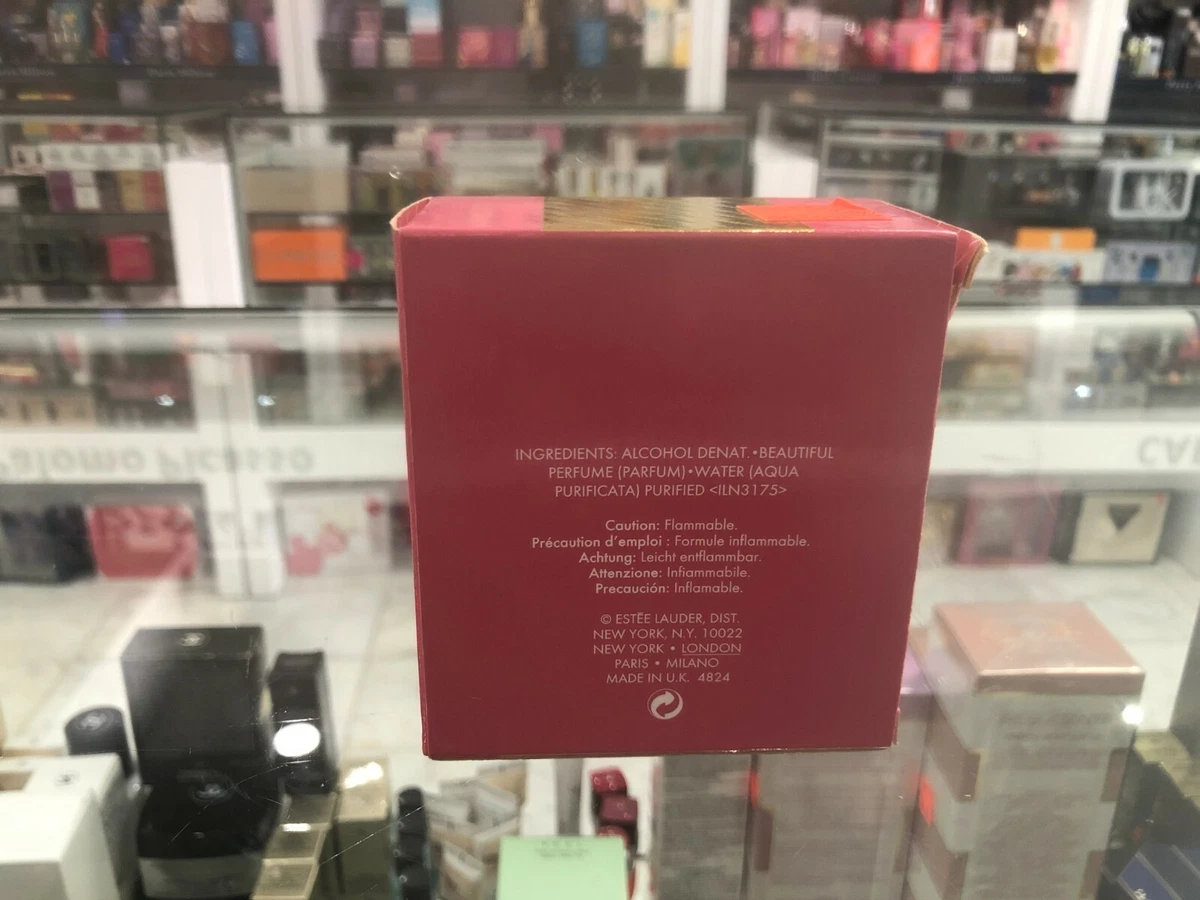 INGREDIENTS: ALCOHOL DENAT.•BEAUTIFUL
PERFUME (PARFUM)•WATER (AQUA
PURIFICATA) PURIFIED <ILN3175>
Caution: Flammable.
Précaution d'emploi : Formule inflammable.
Achtung: Leicht entflammbar.
Attenzione: Infiammabile.
Precaución: Inflamable.
© ESTĒE LAUDER, DIST.
NEW YORK, N.Y. 10022
NEW YORK • LONDON
PARIS • MILANO
MADE IN U.K. 4824
Paloma Picasso